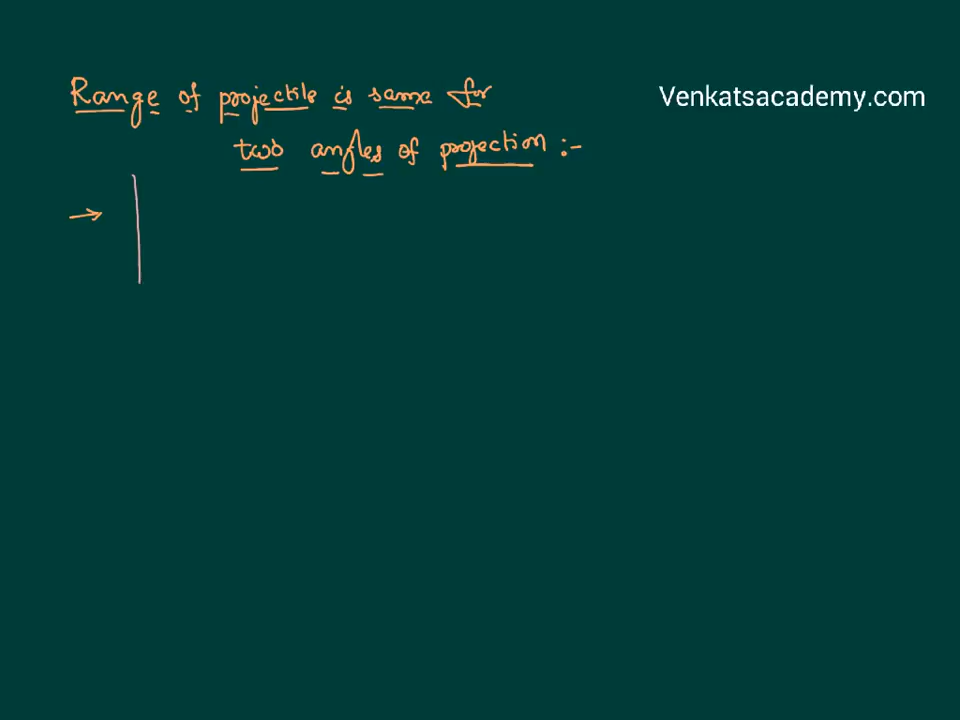 Range of projectile is same for
Venkatsacademy.com
two angles of projection :-
→